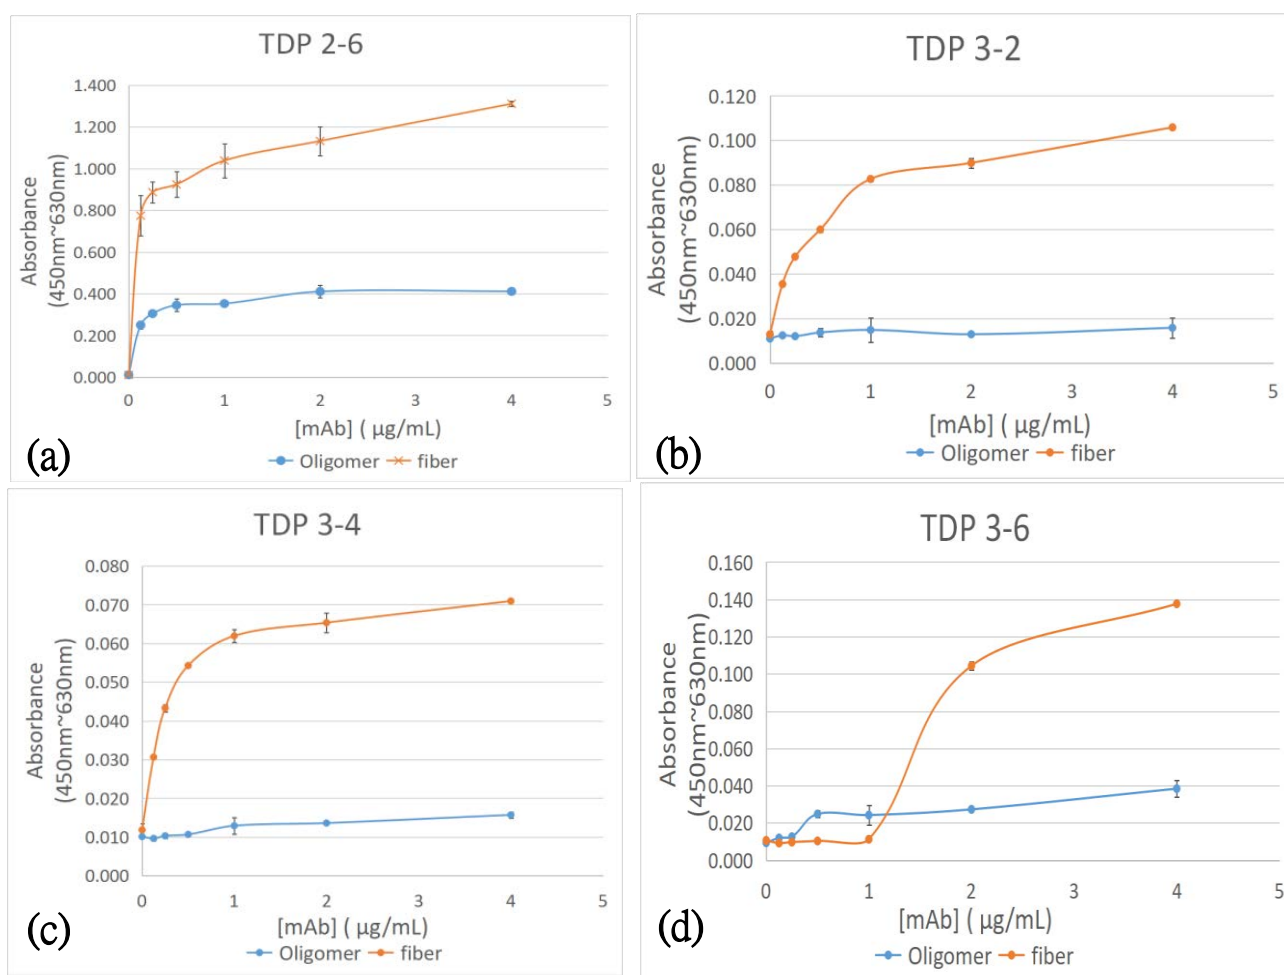 TDP 2-6
1.400
1.200
1.000
0.800
0.600
0.400
0.200
0.000
Absorbance
(450nm~630nm)
0 1 2 3 4 5
[mAb] ( μg/mL)
Oligomer fiber
(a)
TDP 3-2
0.120
0.100
0.080
0.060
0.040
0.020
0.000
Absorbance
(450nm~630nm)
0 1 2 3 4 5
[mAb] ( μg/mL)
Oligomer fiber
(b)
TDP 3-4
0.080
0.070
0.060
0.050
0.040
0.030
0.020
0.010
0.000
Absorbance
(450nm~630nm)
0 1 2 3 4 5
[mAb] ( μg/mL)
Oligomer fiber
(c)
TDP 3-6
0.160
0.140
0.120
0.100
0.080
0.060
0.040
0.020
0.000
Absorbance
(450nm~630nm)
0 1 2 3 4 5
[mAb] ( μg/mL)
Oligomer fiber
(d)